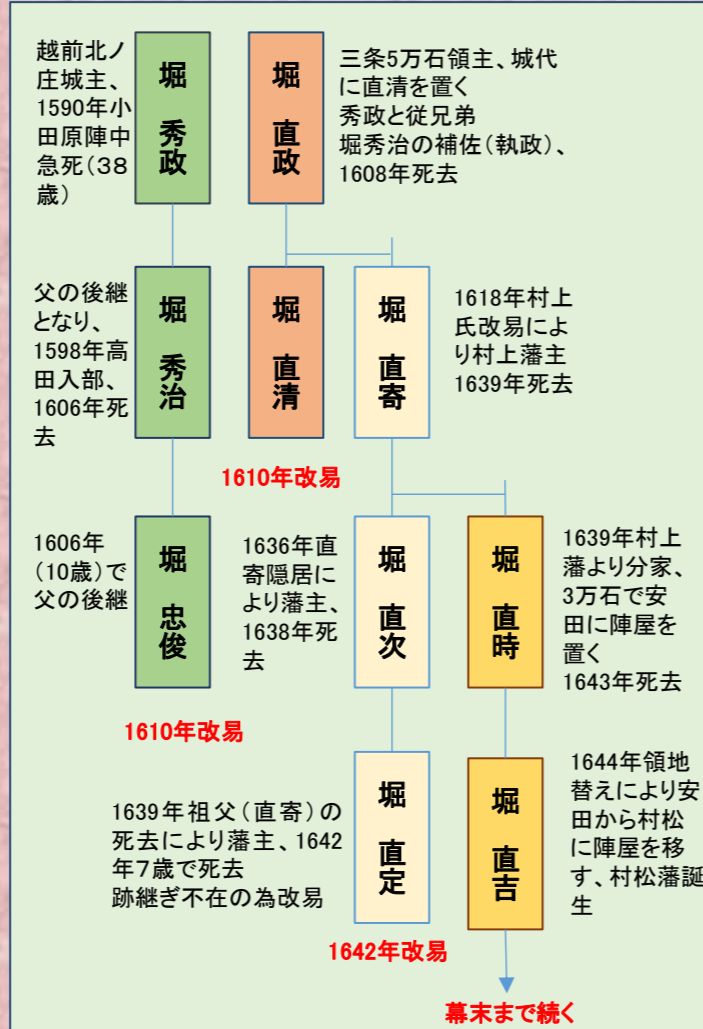 越前北ノ
庄城主、
1590年小
田原陣中
急死(38
歳)
堀 秀政
堀 直政
三条5万石領主、城代
に直清を置く
秀政と従兄弟
堀秀治の補佐(執政)、
1608年死去
父の後継
となり、
1598年高
田入部、
1606年死
去
堀 秀治
堀 直清
堀 直寄
1618年村上
氏改易によ
り村上藩主
1639年死去
1610年改易
1606年
(10歳)で
父の後継
堀 忠俊
1636年直
寄隠居に
より藩主、
1638年死
去
堀 直次
堀 直時
1639年村上
藩より分家、
3万石で安
田に陣屋を
置く
1643年死去
1610年改易
1639年祖父(直寄)の
死去により藩主、1642
年7歳で死去
跡継ぎ不在の為改易
堀 直定
堀 直吉
1644年領地
替えにより安
田から村松
に陣屋を移
す、村松藩誕
生
1642年改易
幕末まで続く